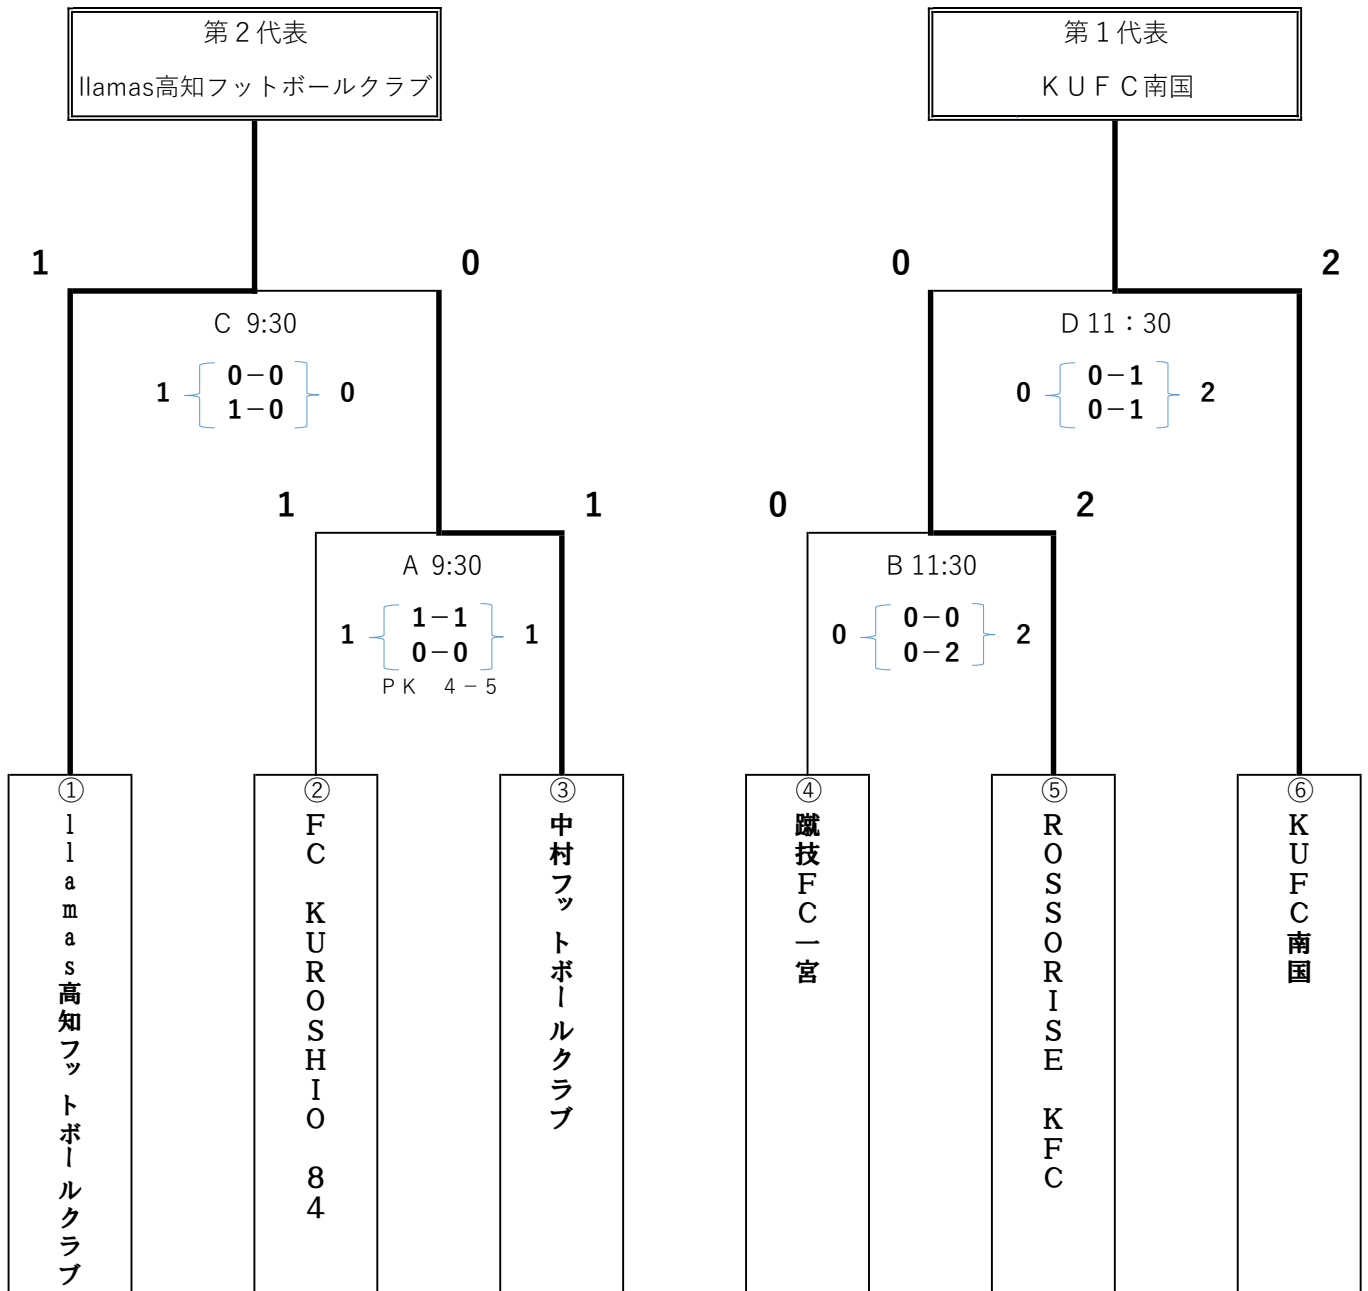 第２代表
llamas高知フットボールクラブ
第１代表
ＫＵＦＣ南国
1
0
0
2
C 9:30
D 11：30
1 0－0 0
1－0
0 0－1 2
0－1
1
1
0
2
A 9:30
B 11:30
1 1－1 1
0－0
ＰＫ 4－5
0 0－0 2
0－2
①
llamas高知フットボールクラブ
②
FC KUROSHIO 84
③
中村フットボールクラブ
④
蹴技FC一宮
⑤
ROSSORISE KFC
⑥
KUFC南国